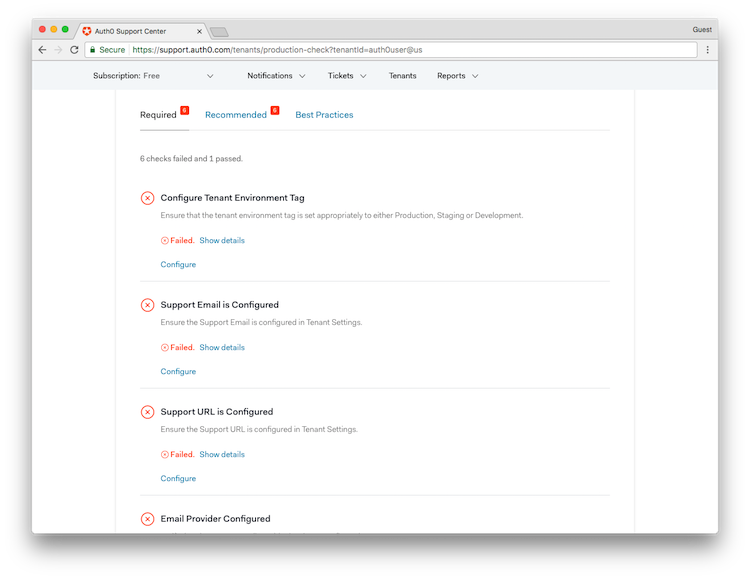 Auth0 Support Center
Guest
Secure https://support.auth0.com/tenants/production-check?tenantId=auth0user@us
Subscription: Free Notifications Tickets Tenants Reports
Required 6 Recommended 6 Best Practices
6 checks failed and 1 passed.
Configure Tenant Environment Tag
Ensure that the tenant environment tag is set appropriately to either Production, Staging or Development.
Failed. Show details
Configure
Support Email is Configured
Ensure the Support Email is configured in Tenant Settings.
Failed. Show details
Configure
Support URL is Configured
Ensure the Support URL is configured in Tenant Settings.
Failed. Show details
Configure
Email Provider Configured